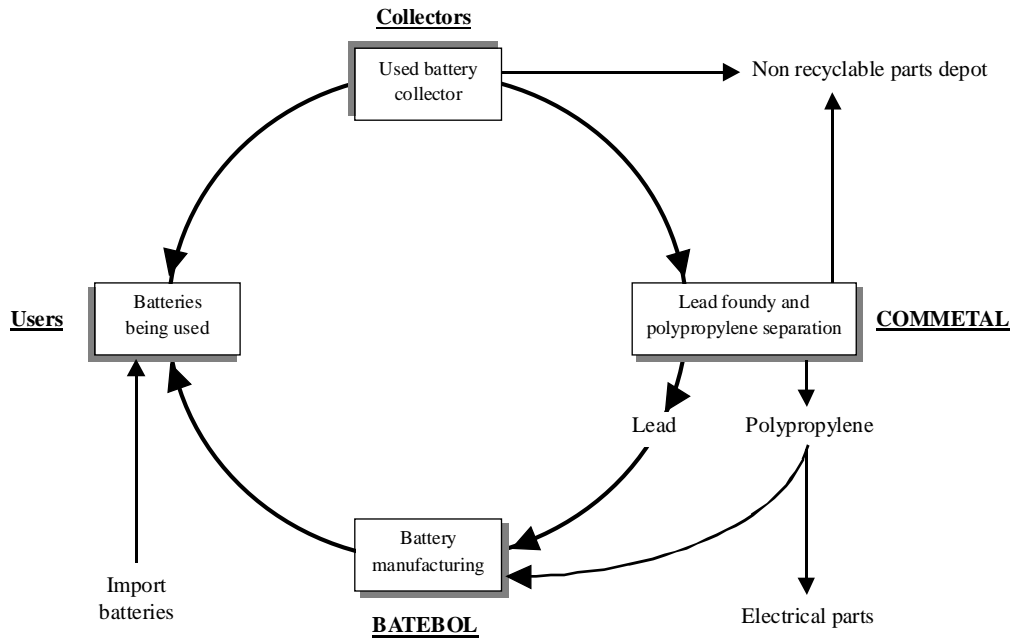 Collectors
Used battery
collector
Non recyclable parts depot
Users
Batteries
being used
Lead foundy and
polypropylene separation
COMMETAL
Lead
Polypropylene
Battery
manufacturing
Import
batteries
BATEBOL
Electrical parts